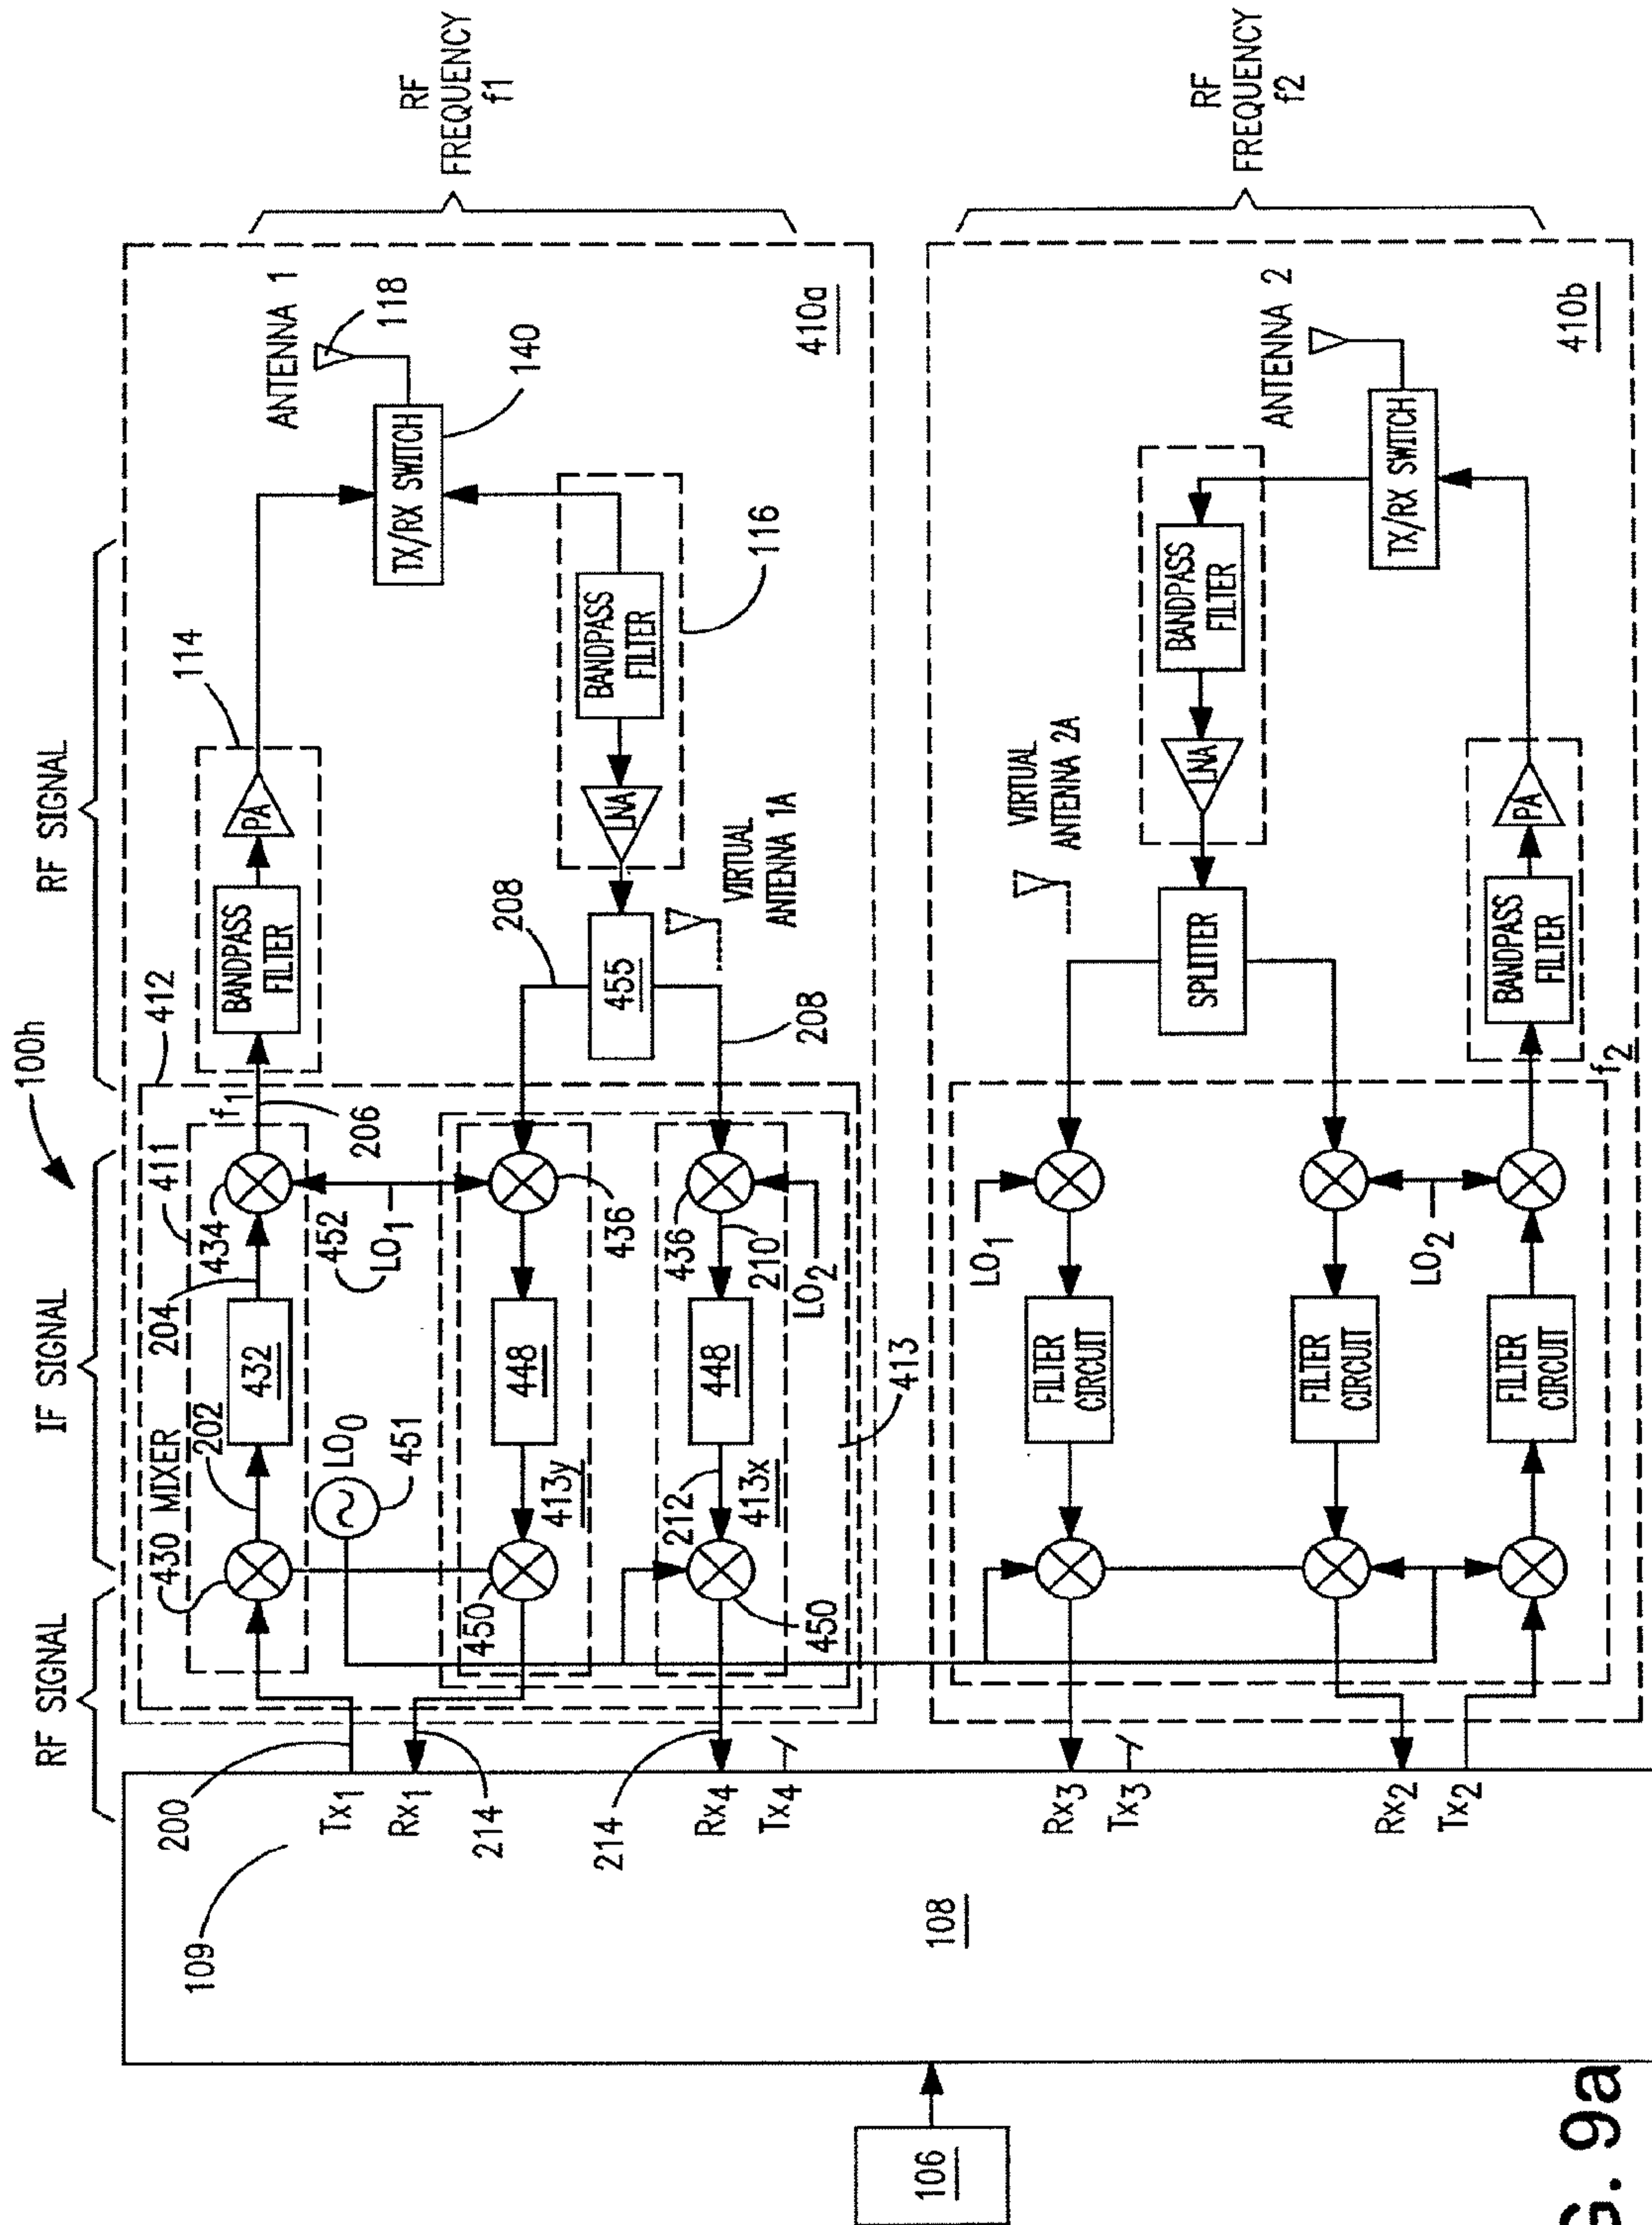 100h
RF SIGNAL
IF SIGNAL
RF SIGNAL
RF
FREQUENCY
f1
RF
FREQUENCY
f2
109
200
Tx1
Rx1
214
214
Rx4
Tx4
Rx3
Tx3
Rx2
Tx2
108
106
412
411
430 MIXER
202
432
204
434
f1
206
BANDPASS
FILTER
PA
114
ANTENNA 1
118
TX/RX SWITCH
140
LO0
451
452
LO1
450
413y
448
436
208
455
LNA
BANDPASS
FILTER
116
VIRTUAL
ANTENNA 1A
208
450
212
413x
448
210
436
LO2
413
410a
LO1
FILTER
CIRCUIT
VIRTUAL
ANTENNA 2A
SPLITTER
LNA
BANDPASS
FILTER
ANTENNA 2
TX/RX SWITCH
FILTER
CIRCUIT
LO2
FILTER
CIRCUIT
f2
BANDPASS
FILTER
PA
410b
9a